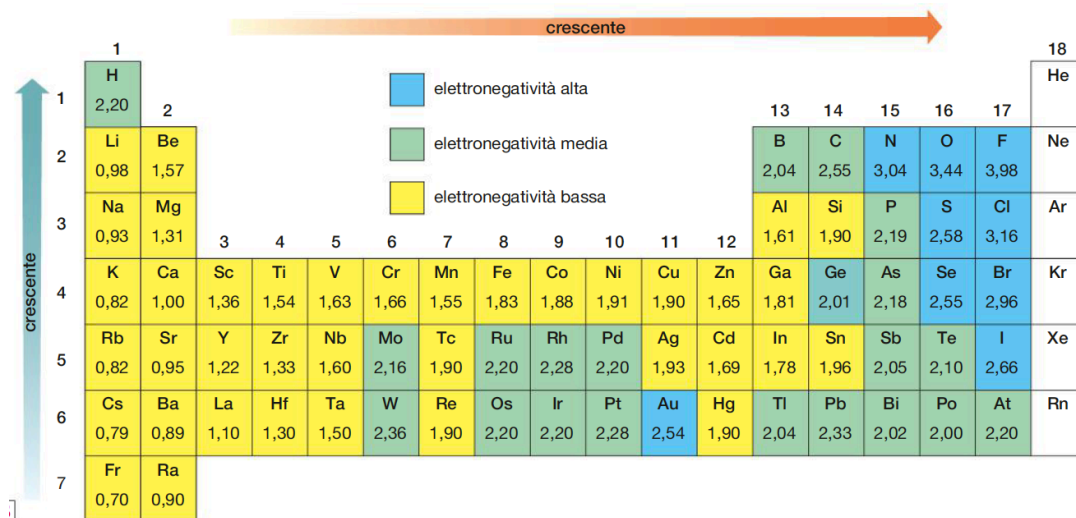 crescente
1 18
H He
1 2,20 2
elettronegatività alta
13 14 15 16 17
Li Be B C N O F Ne
2 0,98 1,57 2,04 2,55 3,04 3,44 3,98
elettronegatività media
elettronegatività bassa
Na Mg Al Si P S Cl Ar
3 0,93 1,31 1,61 1,90 2,19 2,58 3,16
3 4 5 6 7 8 9 10 11 12
K Ca Sc Ti V Cr Mn Fe Co Ni Cu Zn Ga Ge As Se Br Kr
4 0,82 1,00 1,36 1,54 1,63 1,66 1,55 1,83 1,88 1,91 1,90 1,65 1,81 2,01 2,18 2,55 2,96
crescente
Rb Sr Y Zr Nb Mo Tc Ru Rh Pd Ag Cd In Sn Sb Te I Xe
5 0,82 0,95 1,22 1,33 1,60 2,16 1,90 2,20 2,28 2,20 1,93 1,69 1,78 1,96 2,05 2,10 2,66
Cs Ba La Hf Ta W Re Os Ir Pt Au Hg Tl Pb Bi Po At Rn
6 0,79 0,89 1,10 1,30 1,50 2,36 1,90 2,20 2,20 2,28 2,54 1,90 2,04 2,33 2,02 2,00 2,20
Fr Ra
7 0,70 0,90